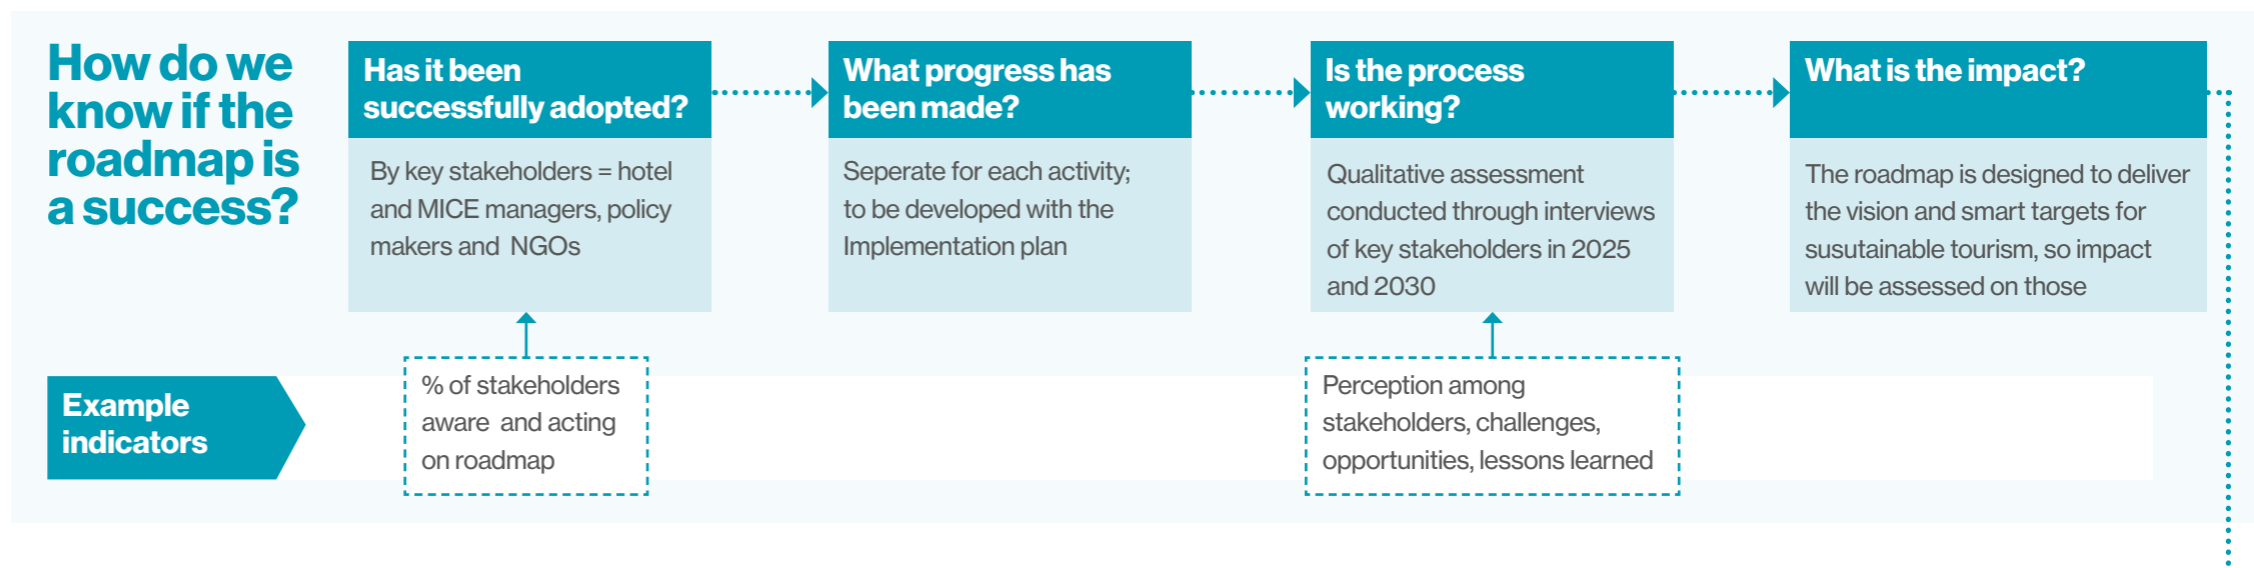 How do we
know if the
roadmap is
a success?
Has it been
successfully adopted?
By key stakeholders = hotel
and MICE managers, policy
makers and  NGOs
What progress has
been made?
Seperate for each activity;
to be developed with the
Implementation plan
Is the process
working?
Qualitative assessment
conducted through interviews
of key stakeholders in 2025
and 2030
What is the impact?
The roadmap is designed to deliver
the vision and smart targets for
susutainable tourism, so impact
will be assessed on those
Example
indicators
% of stakeholders
aware  and acting
on roadmap
Perception among
stakeholders, challenges,
opportunities, lessons learned